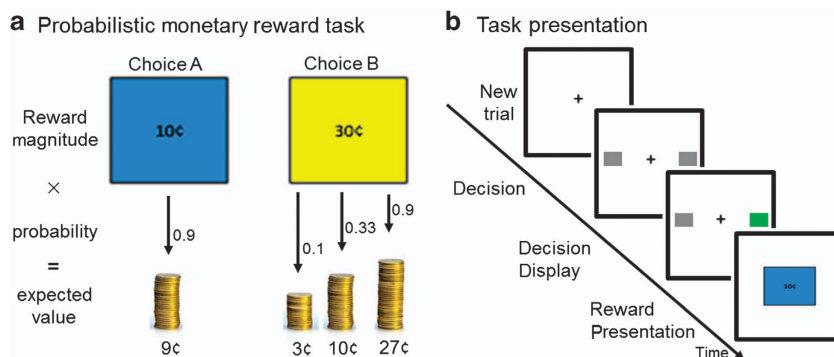 a Probabilistic monetary reward task
Choice A
Choice B
Reward
magnitude
10¢
30¢
×
probability
0.9
0.1
0.33
0.9
=
expected
value
9¢
3¢ 10¢ 27¢
b Task presentation
New
trial
+
Decision
+
Decision
Display
+
Reward
Presentation
10¢
Time